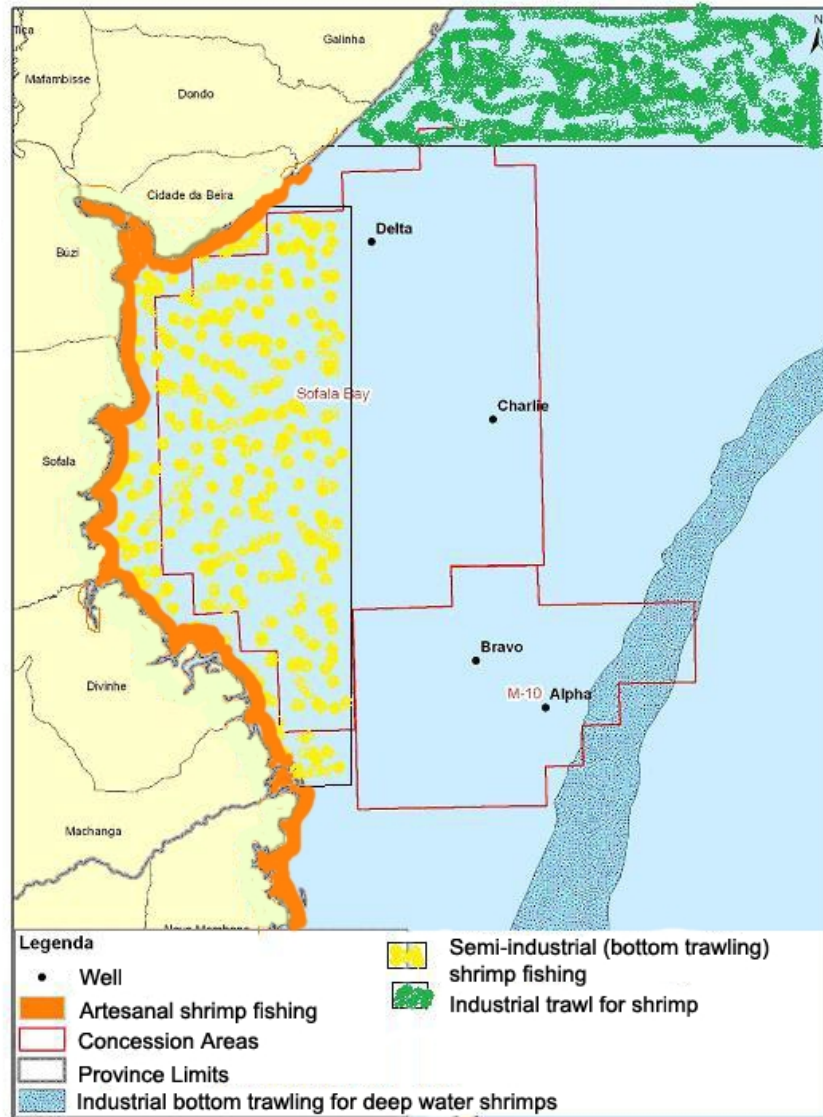 Tica
Galinha
N
Mafambisse
Dondo
Cidade da Beira
Búzi
Delta
Sofala Bay
Charlie
Sofala
Bravo
Divinhe
M-10 Alpha
Machanga
Legenda
Well
Artesanal shrimp fishing
Concession Areas
Province Limits
Industrial bottom trawling for deep water shrimps
Semi-industrial (bottom trawling)
shrimp fishing
Industrial trawl for shrimp